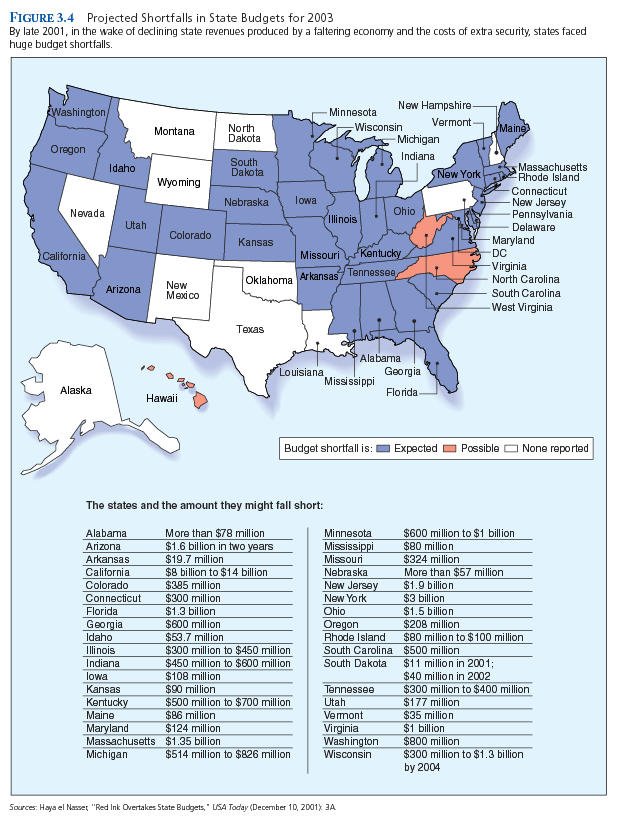 FIGURE 3.4 Projected Shortfalls in State Budgets for 2003
By late 2001, in the wake of declining state revenues produced by a faltering economy and the costs of extra security, states faced
huge budget shortfalls.
Washington
Oregon
California
Nevada
Idaho
Montana
Wyoming
Utah
Arizona
Colorado
New
Mexico
North
Dakota
South
Dakota
Nebraska
Kansas
Oklahoma
Texas
Iowa
Missouri
Arkansas
Illinois
Ohio
Kentucky
Tennessee
New York
Maine
Minnesota
Wisconsin
Michigan
Indiana
New Hampshire
Vermont
Massachusetts
Rhode Island
Connecticut
New Jersey
Pennsylvania
Delaware
Maryland
DC
Virginia
North Carolina
South Carolina
West Virginia
Louisiana
Mississippi
Alabama
Georgia
Florida
Alaska
Hawaii
Budget shortfall is: Expected Possible None reported
The states and the amount they might fall short:
Alabama More than $78 million
Arizona $1.6 billion in two years
Arkansas $19.7 million
California $8 billion to $14 billion
Colorado $385 million
Connecticut $300 million
Florida $1.3 billion
Georgia $600 million
Idaho $53.7 million
Illinois $300 million to $450 million
Indiana $450 million to $600 million
Iowa $108 million
Kansas $90 million
Kentucky $500 million to $700 million
Maine $86 million
Maryland $124 million
Massachusetts $1.35 billion
Michigan $514 million to $826 million
Minnesota $600 million to $1 billion
Mississippi $80 million
Missouri $324 million
Nebraska More than $57 million
New Jersey $1.9 billion
New York $3 billion
Ohio $1.5 billion
Oregon $208 million
Rhode Island $80 million to $100 million
South Carolina $500 million
South Dakota $11 million in 2001;
$40 million in 2002
Tennessee $300 million to $400 million
Utah $177 million
Vermont $35 million
Virginia $1 billion
Washington $800 million
Wisconsin $300 million to $1.3 billion
by 2004
Sources: Haya el Nasser, "Red Ink Overtakes State Budgets," USA Today (December 10, 2001): 3A.